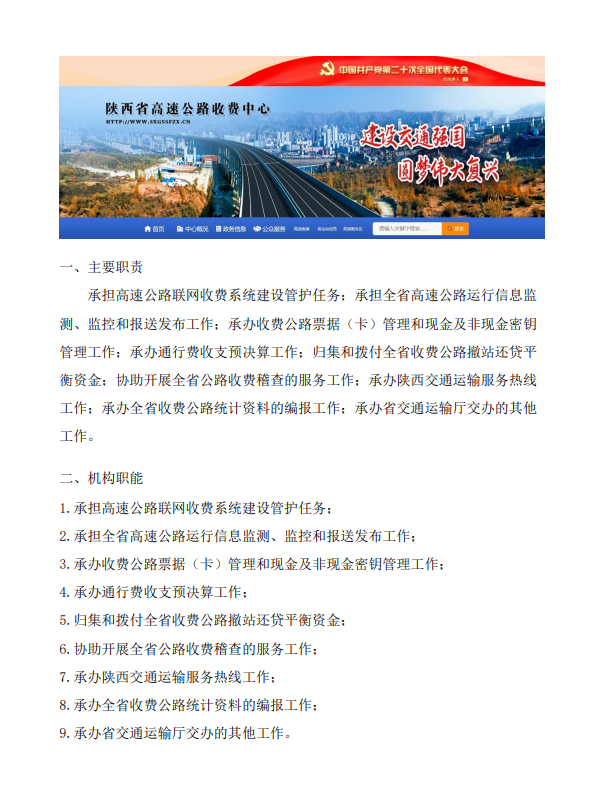 中国共产党第二十次全国代表大会
点击进入
陕西省高速公路收费中心
HTTP://WWW.SXGSSFZX.CN
建设交通强国
圆梦伟大复兴
首页 中心概况 政务信息 公众服务
请输入关键字搜索.... 搜索
一、主要职责
承担高速公路联网收费系统建设管护任务；承担全省高速公路运行信息监
测、监控和报送发布工作；承办收费公路票据（卡）管理和现金及非现金密钥
管理工作；承办通行费收支预决算工作；归集和拨付全省收费公路撤站还贷平
衡资金；协助开展全省公路收费稽查的服务工作；承办陕西交通运输服务热线
工作；承办全省收费公路统计资料的编报工作；承办省交通运输厅交办的其他
工作。
二、机构职能
1.承担高速公路联网收费系统建设管护任务；
2.承担全省高速公路运行信息监测、监控和报送发布工作；
3.承办收费公路票据（卡）管理和现金及非现金密钥管理工作；
4.承办通行费收支预决算工作；
5.归集和拨付全省收费公路撤站还贷平衡资金；
6.协助开展全省公路收费稽查的服务工作；
7.承办陕西交通运输服务热线工作；
8.承办全省收费公路统计资料的编报工作；
9.承办省交通运输厅交办的其他工作。